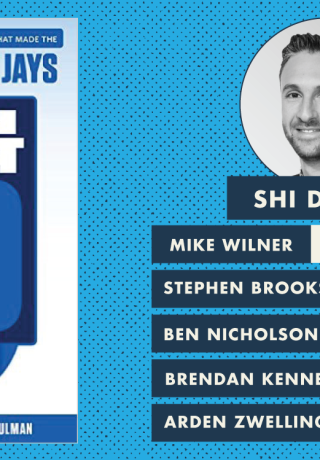 HAT MADE THE
JAYS
ULMAN
SHI D
MIKE WILNER
STEPHEN BROOKS
BEN NICHOLSON
BRENDAN KENNE
ARDEN ZWELLING